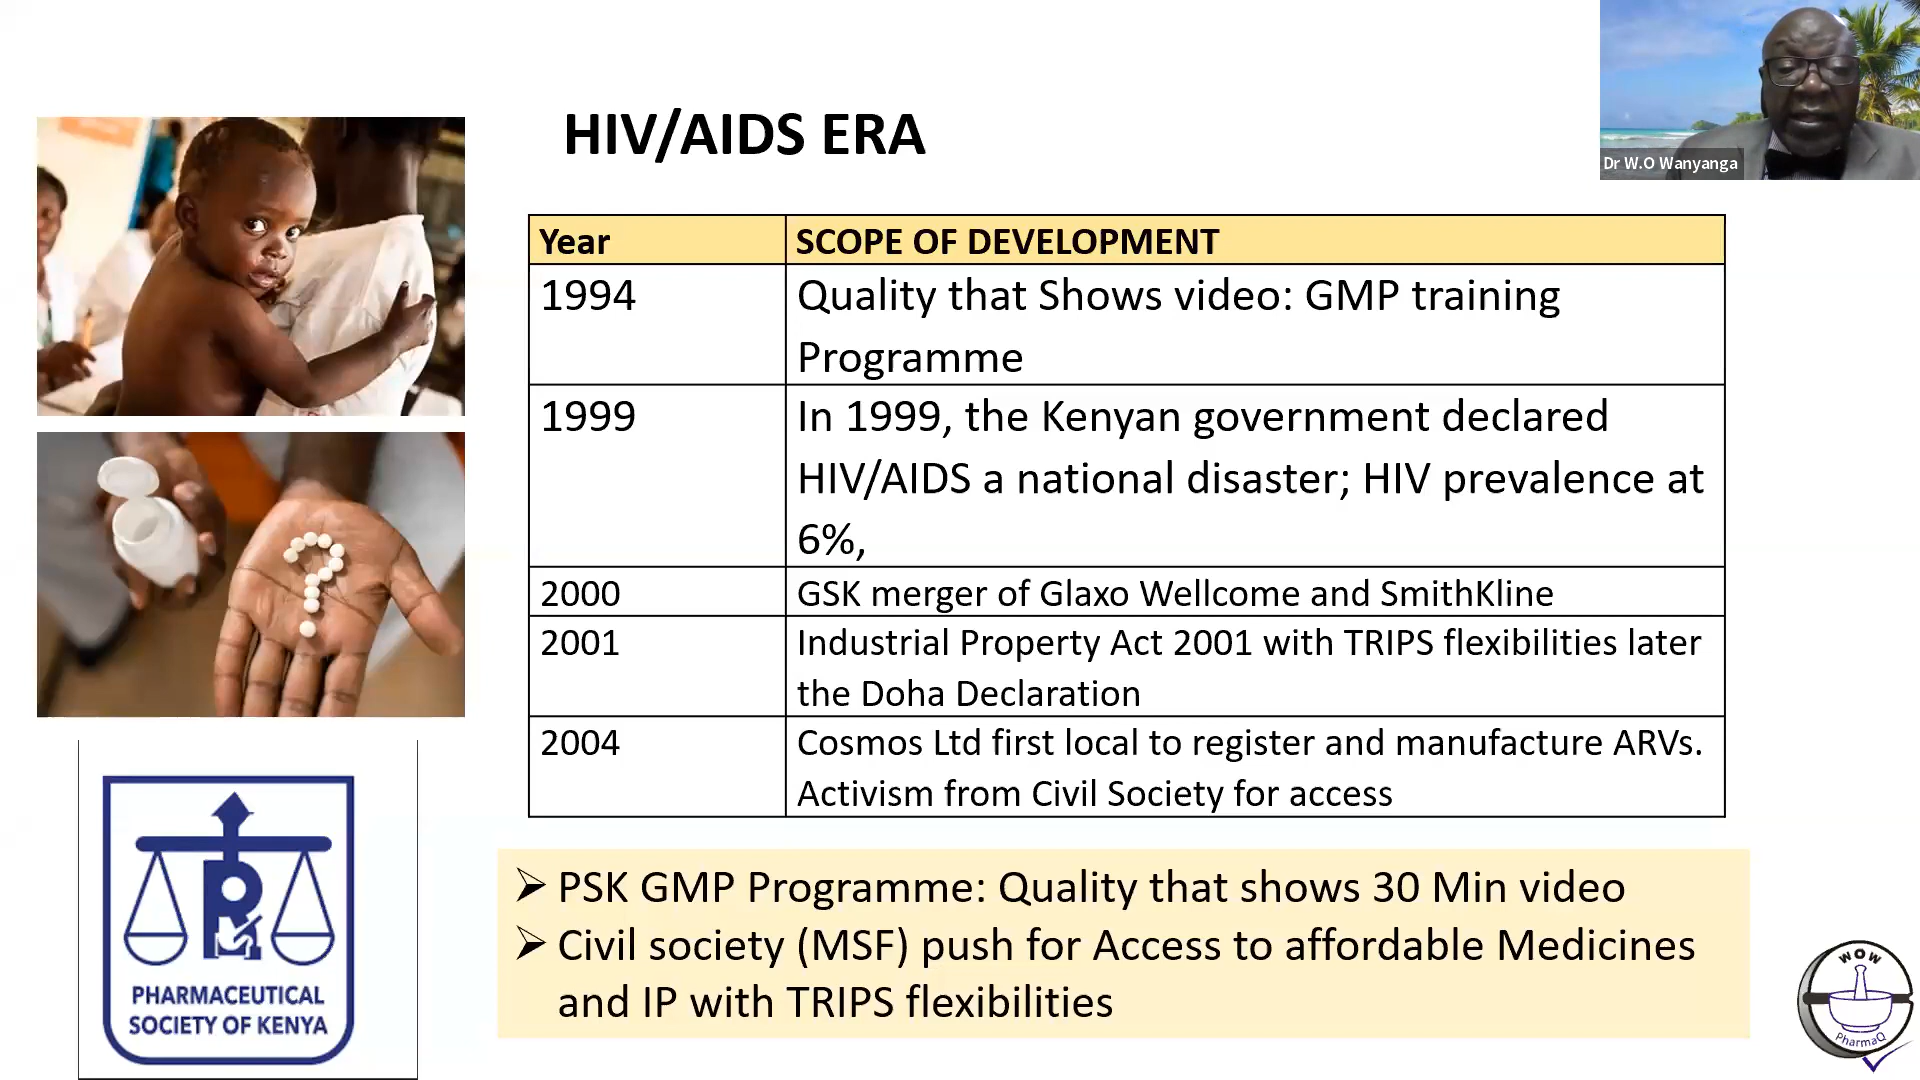 HIV/AIDS ERA
Dr W.O Wanyanga
Year SCOPE OF DEVELOPMENT
1994 Quality that Shows video: GMP training
Programme
1999 In 1999, the Kenyan government declared
HIV/AIDS a national disaster; HIV prevalence at
6%,
2000 GSK merger of Glaxo Wellcome and SmithKline
2001 Industrial Property Act 2001 with TRIPS flexibilities later
the Doha Declaration
2004 Cosmos Ltd first local to register and manufacture ARVs.
Activism from Civil Society for access
➢ PSK GMP Programme: Quality that shows 30 Min video
➢ Civil society (MSF) push for Access to affordable Medicines
and IP with TRIPS flexibilities
PHARMACEUTICAL
SOCIETY OF KENYA
WOW
PharmaQ